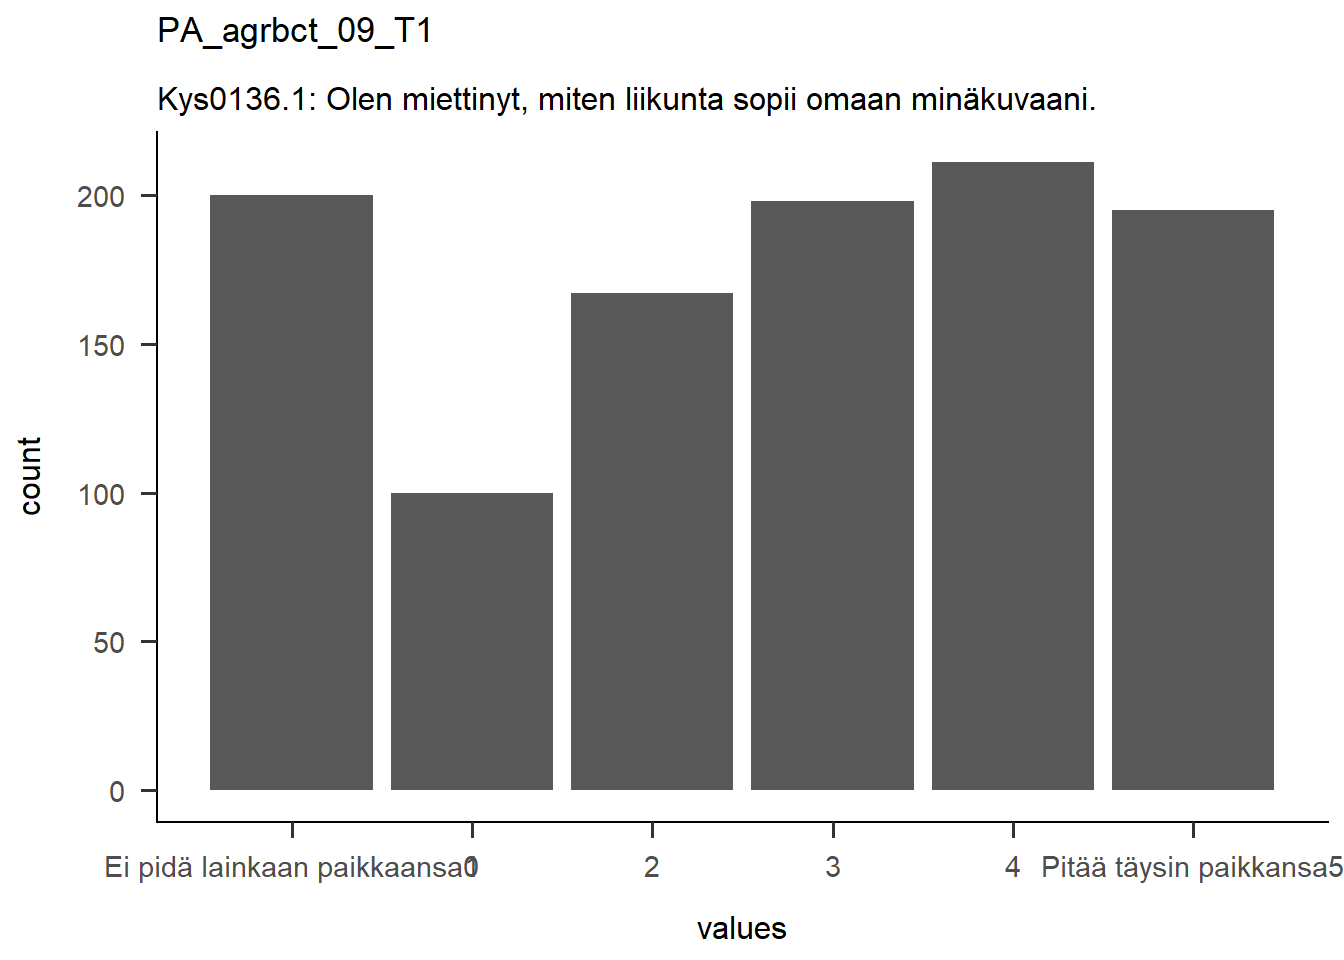 PA_agrbct_09_T1
Kys0136.1: Olen miettinyt, miten liikunta sopii omaan minäkuvaani.
200
150
100
50
0
count
Ei pidä lainkaan paikkaansa0 1 2 3 4 Pitää täysin paikkansa5
values